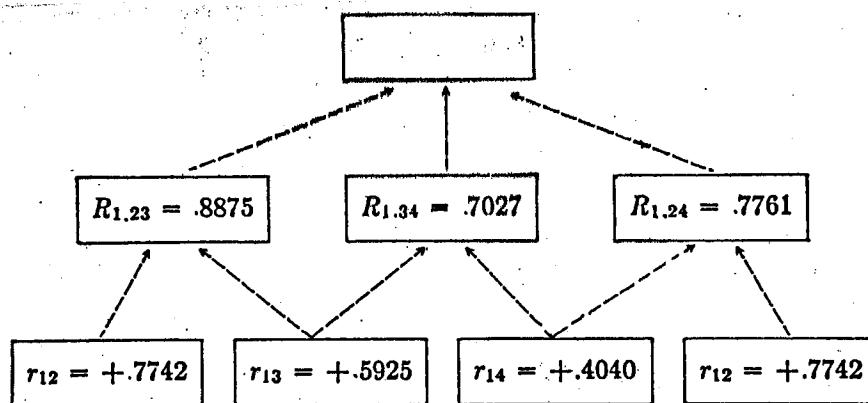 R₁.₂₃ = .8875
R₁.₃₄ = .7027
R₁.₂₄ = .7761
r₁₂ = +.7742
r₁₃ = +.5925
r₁₄ = +.4040
r₁₂ = +.7742